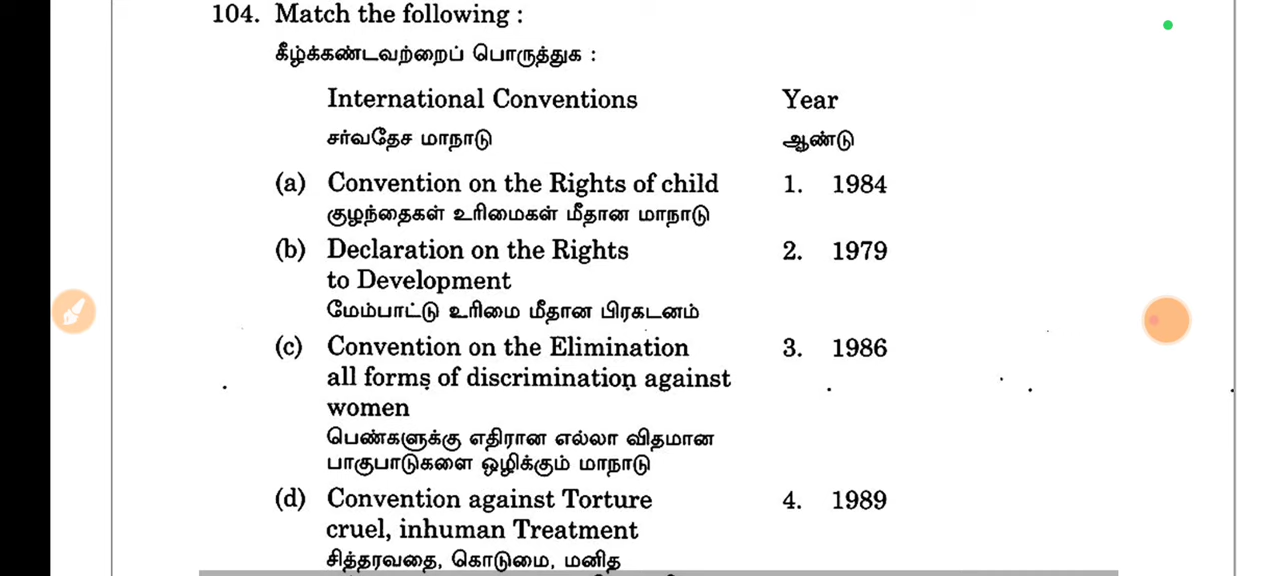 104. Match the following :
கீழ்க்கண்டவற்றைப் பொருத்துக :
International Conventions Year
சர்வதேச மாநாடு ஆண்டு
(a) Convention on the Rights of child 1. 1984
குழந்தைகள் உரிமைகள் மீதான மாநாடு
(b) Declaration on the Rights 2. 1979
to Development
மேம்பாட்டு உரிமை மீதான பிரகடனம்
(c) Convention on the Elimination 3. 1986
all forms of discrimination against
women
பெண்களுக்கு எதிரான எல்லா விதமான
பாகுபாடுகளை ஒழிக்கும் மாநாடு
(d) Convention against Torture 4. 1989
cruel, inhuman Treatment
சித்தரவதை, கொடுமை, மனித